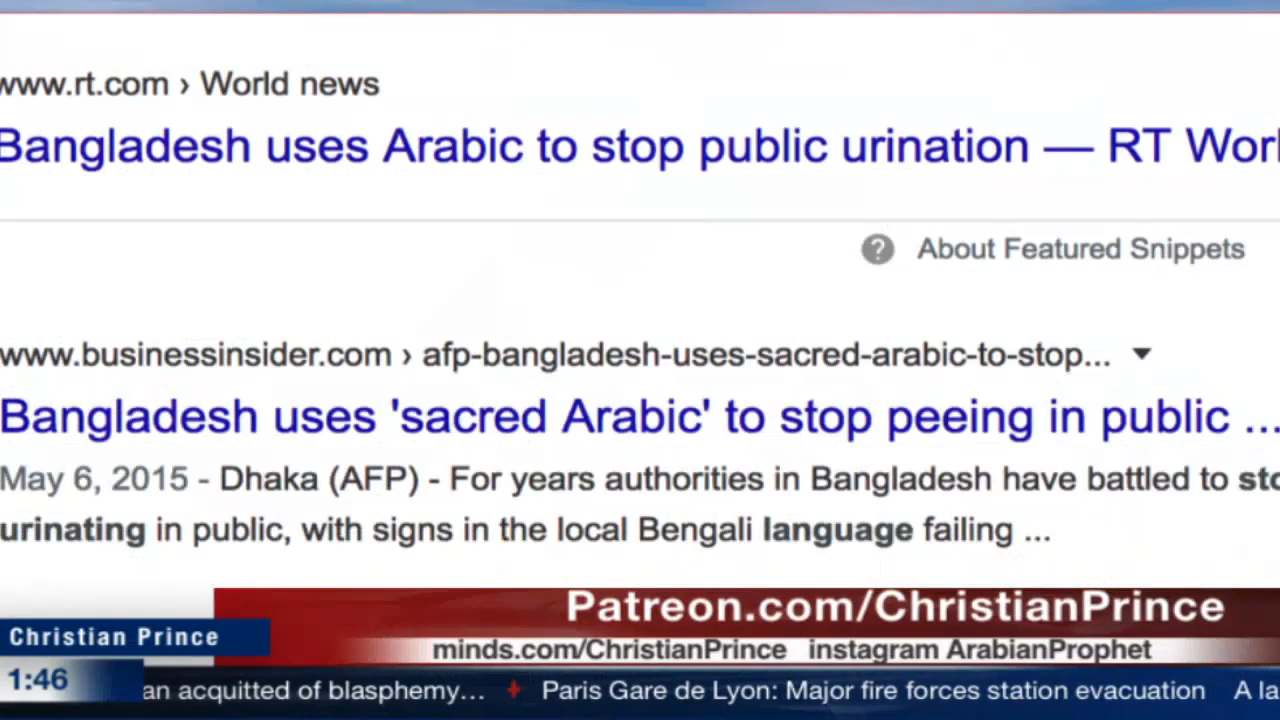 www.rt.com › World news
Bangladesh uses Arabic to stop public urination — RT Worl
About Featured Snippets
www.businessinsider.com › afp-bangladesh-uses-sacred-arabic-to-stop...
Bangladesh uses 'sacred Arabic' to stop peeing in public ...
May 6, 2015 - Dhaka (AFP) - For years authorities in Bangladesh have battled to sto
urinating in public, with signs in the local Bengali language failing ...
Patreon.com/ChristianPrince
Christian Prince
minds.com/ChristianPrince instagram ArabianProphet
1:46
an acquitted of blasphemy... Paris Gare de Lyon: Major fire forces station evacuation A la